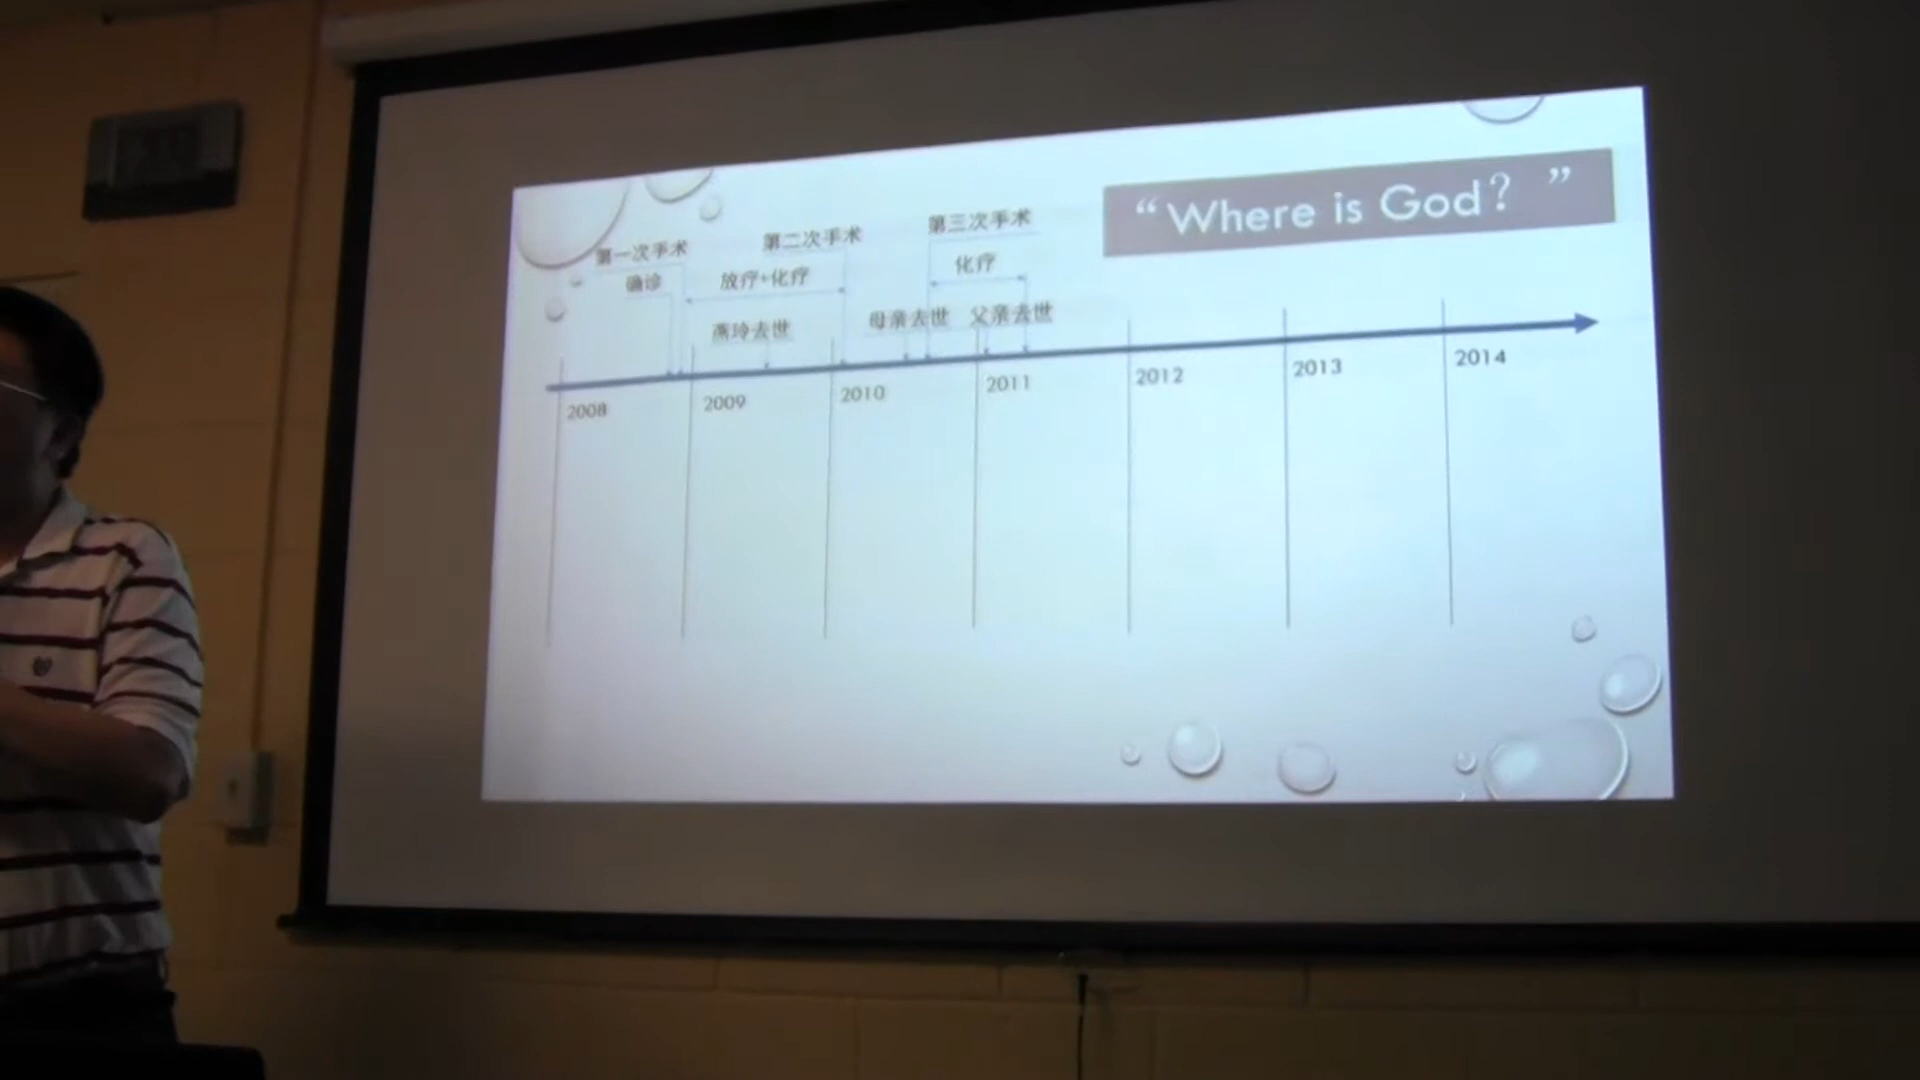 “Where is God? ”
第一次手术
第二次手术
第三次手术
确诊
放疗+化疗
化疗
燕玲去世
母亲去世
父亲去世
2008
2009
2010
2011
2012
2013
2014